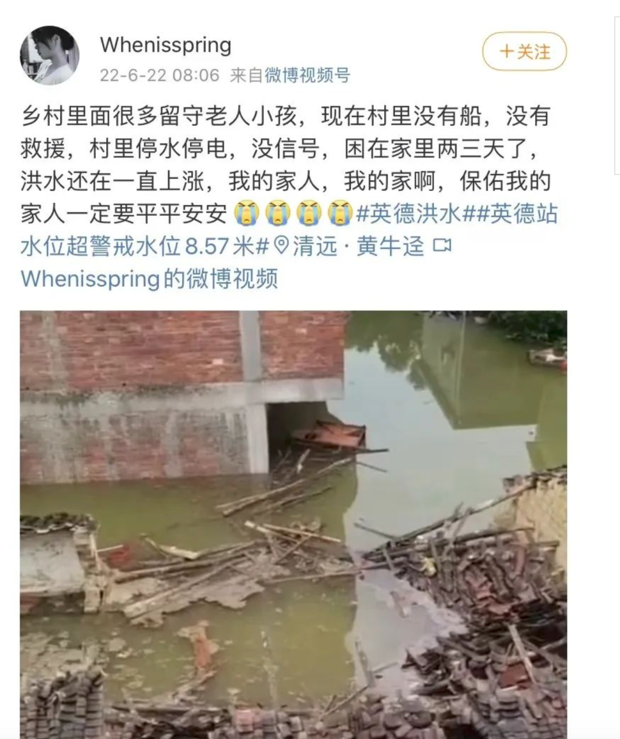 Whenisspring
+关注
22-6-22 08:06 来自微博视频号
乡村里面很多留守老人小孩，现在村里没有船，没有
救援，村里停水停电，没信号，困在家里两三天了，
洪水还在一直上涨，我的家人，我的家啊，保佑我的
家人一定要平平安安😭😭😭😭#英德洪水##英德站
水位超警戒水位8.57米#清远·黄牛迳
Whenisspring的微博视频